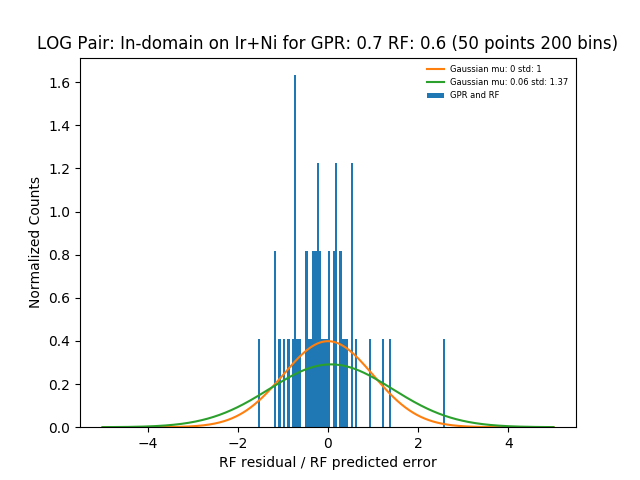 LOG Pair: In-domain on Ir+Ni for GPR: 0.7 RF: 0.6 (50 points 200 bins)
Gaussian mu: 0 std: 1
Gaussian mu: 0.06 std: 1.37
GPR and RF
Normalized Counts
1.6
1.4
1.2
1.0
0.8
0.6
0.4
0.2
0.0
−4
−2
0
2
4
RF residual / RF predicted error